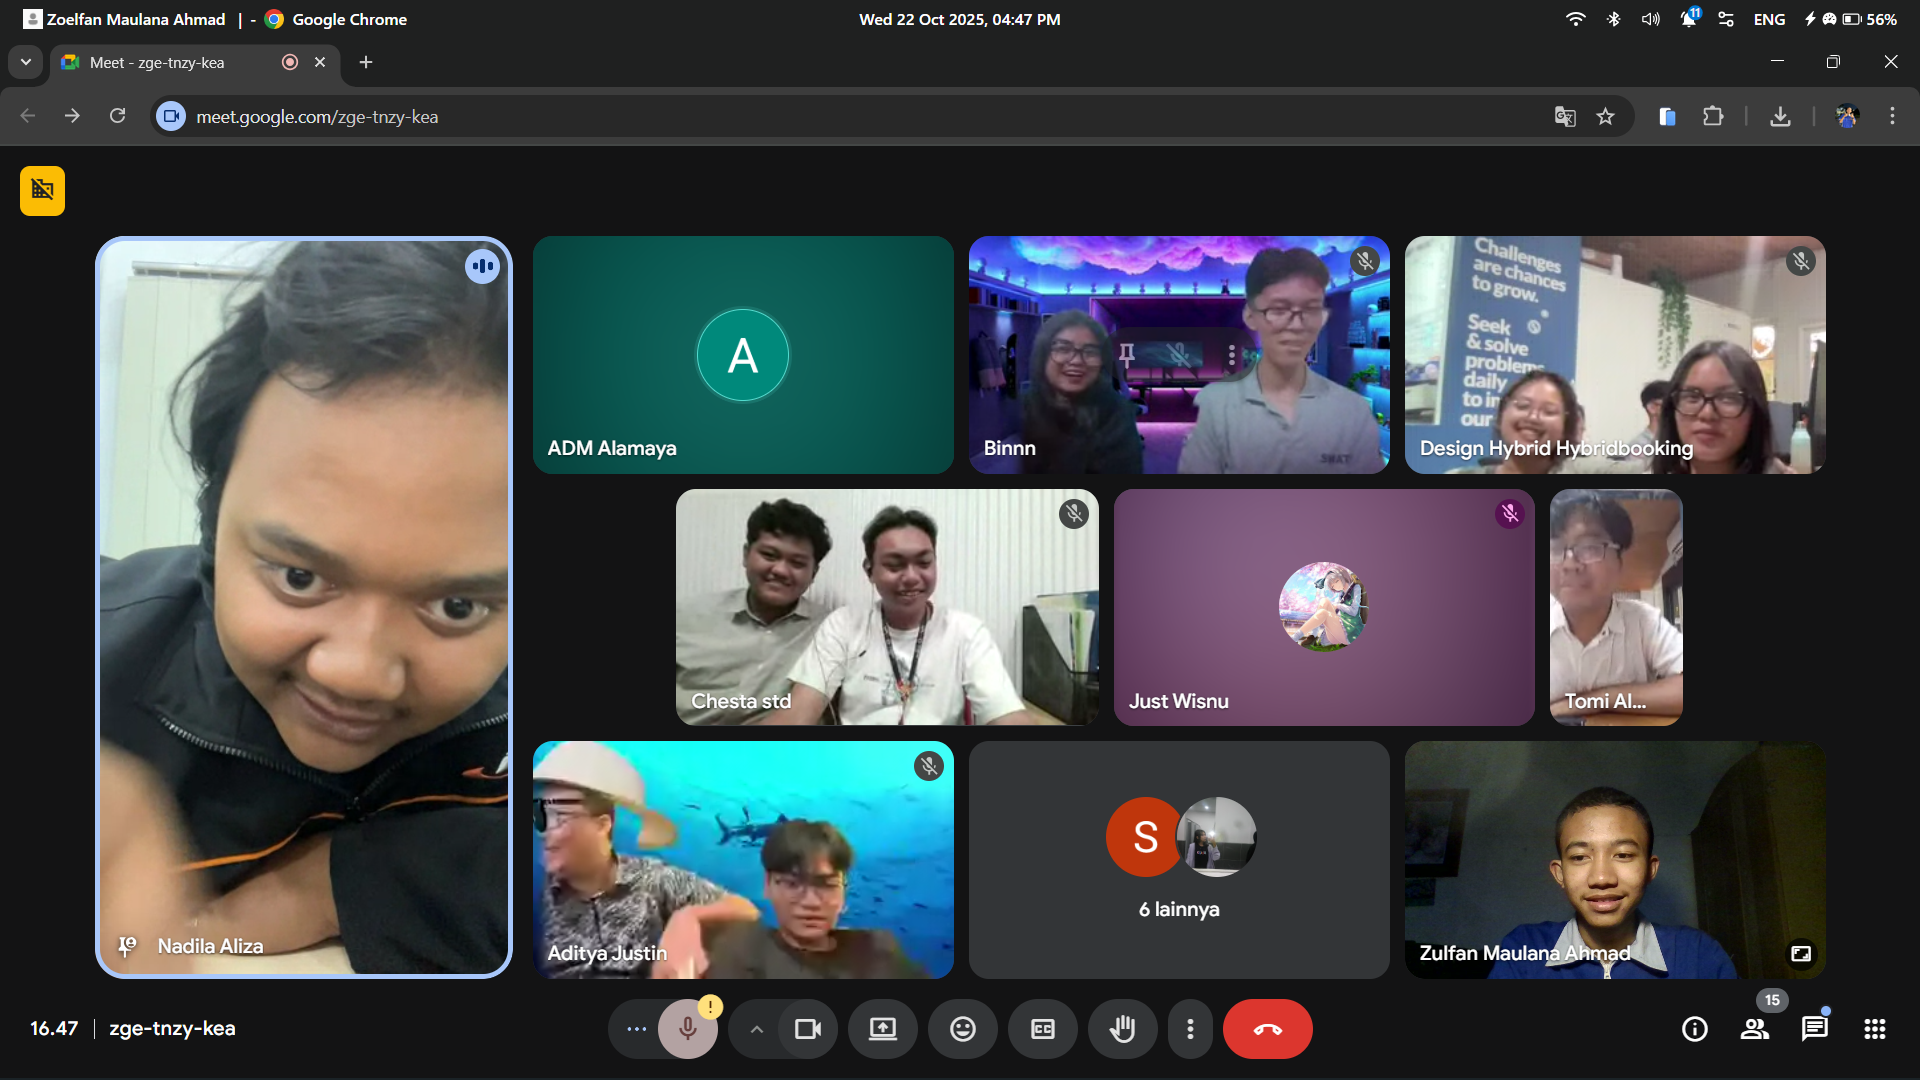 Zoelfan Maulana Ahmad | - Google Chrome
Wed 22 Oct 2025, 04:47 PM
11
ENG
56%
Meet - zge-tnzy-kea
meet.google.com/zge-tnzy-kea
A
ADM Alamaya
Binnn
SWAT
Challenges
are chances
to grow.
Seek
& solve
problems
daily
to
our
Design Hybrid Hybridbooking
Chesta std
Just Wisnu
Tomi Al...
Nadila Aliza
Aditya Justin
S
6 lainnya
Zulfan Maulana Ahmad
16.47 | zge-tnzy-kea
!
CC
15